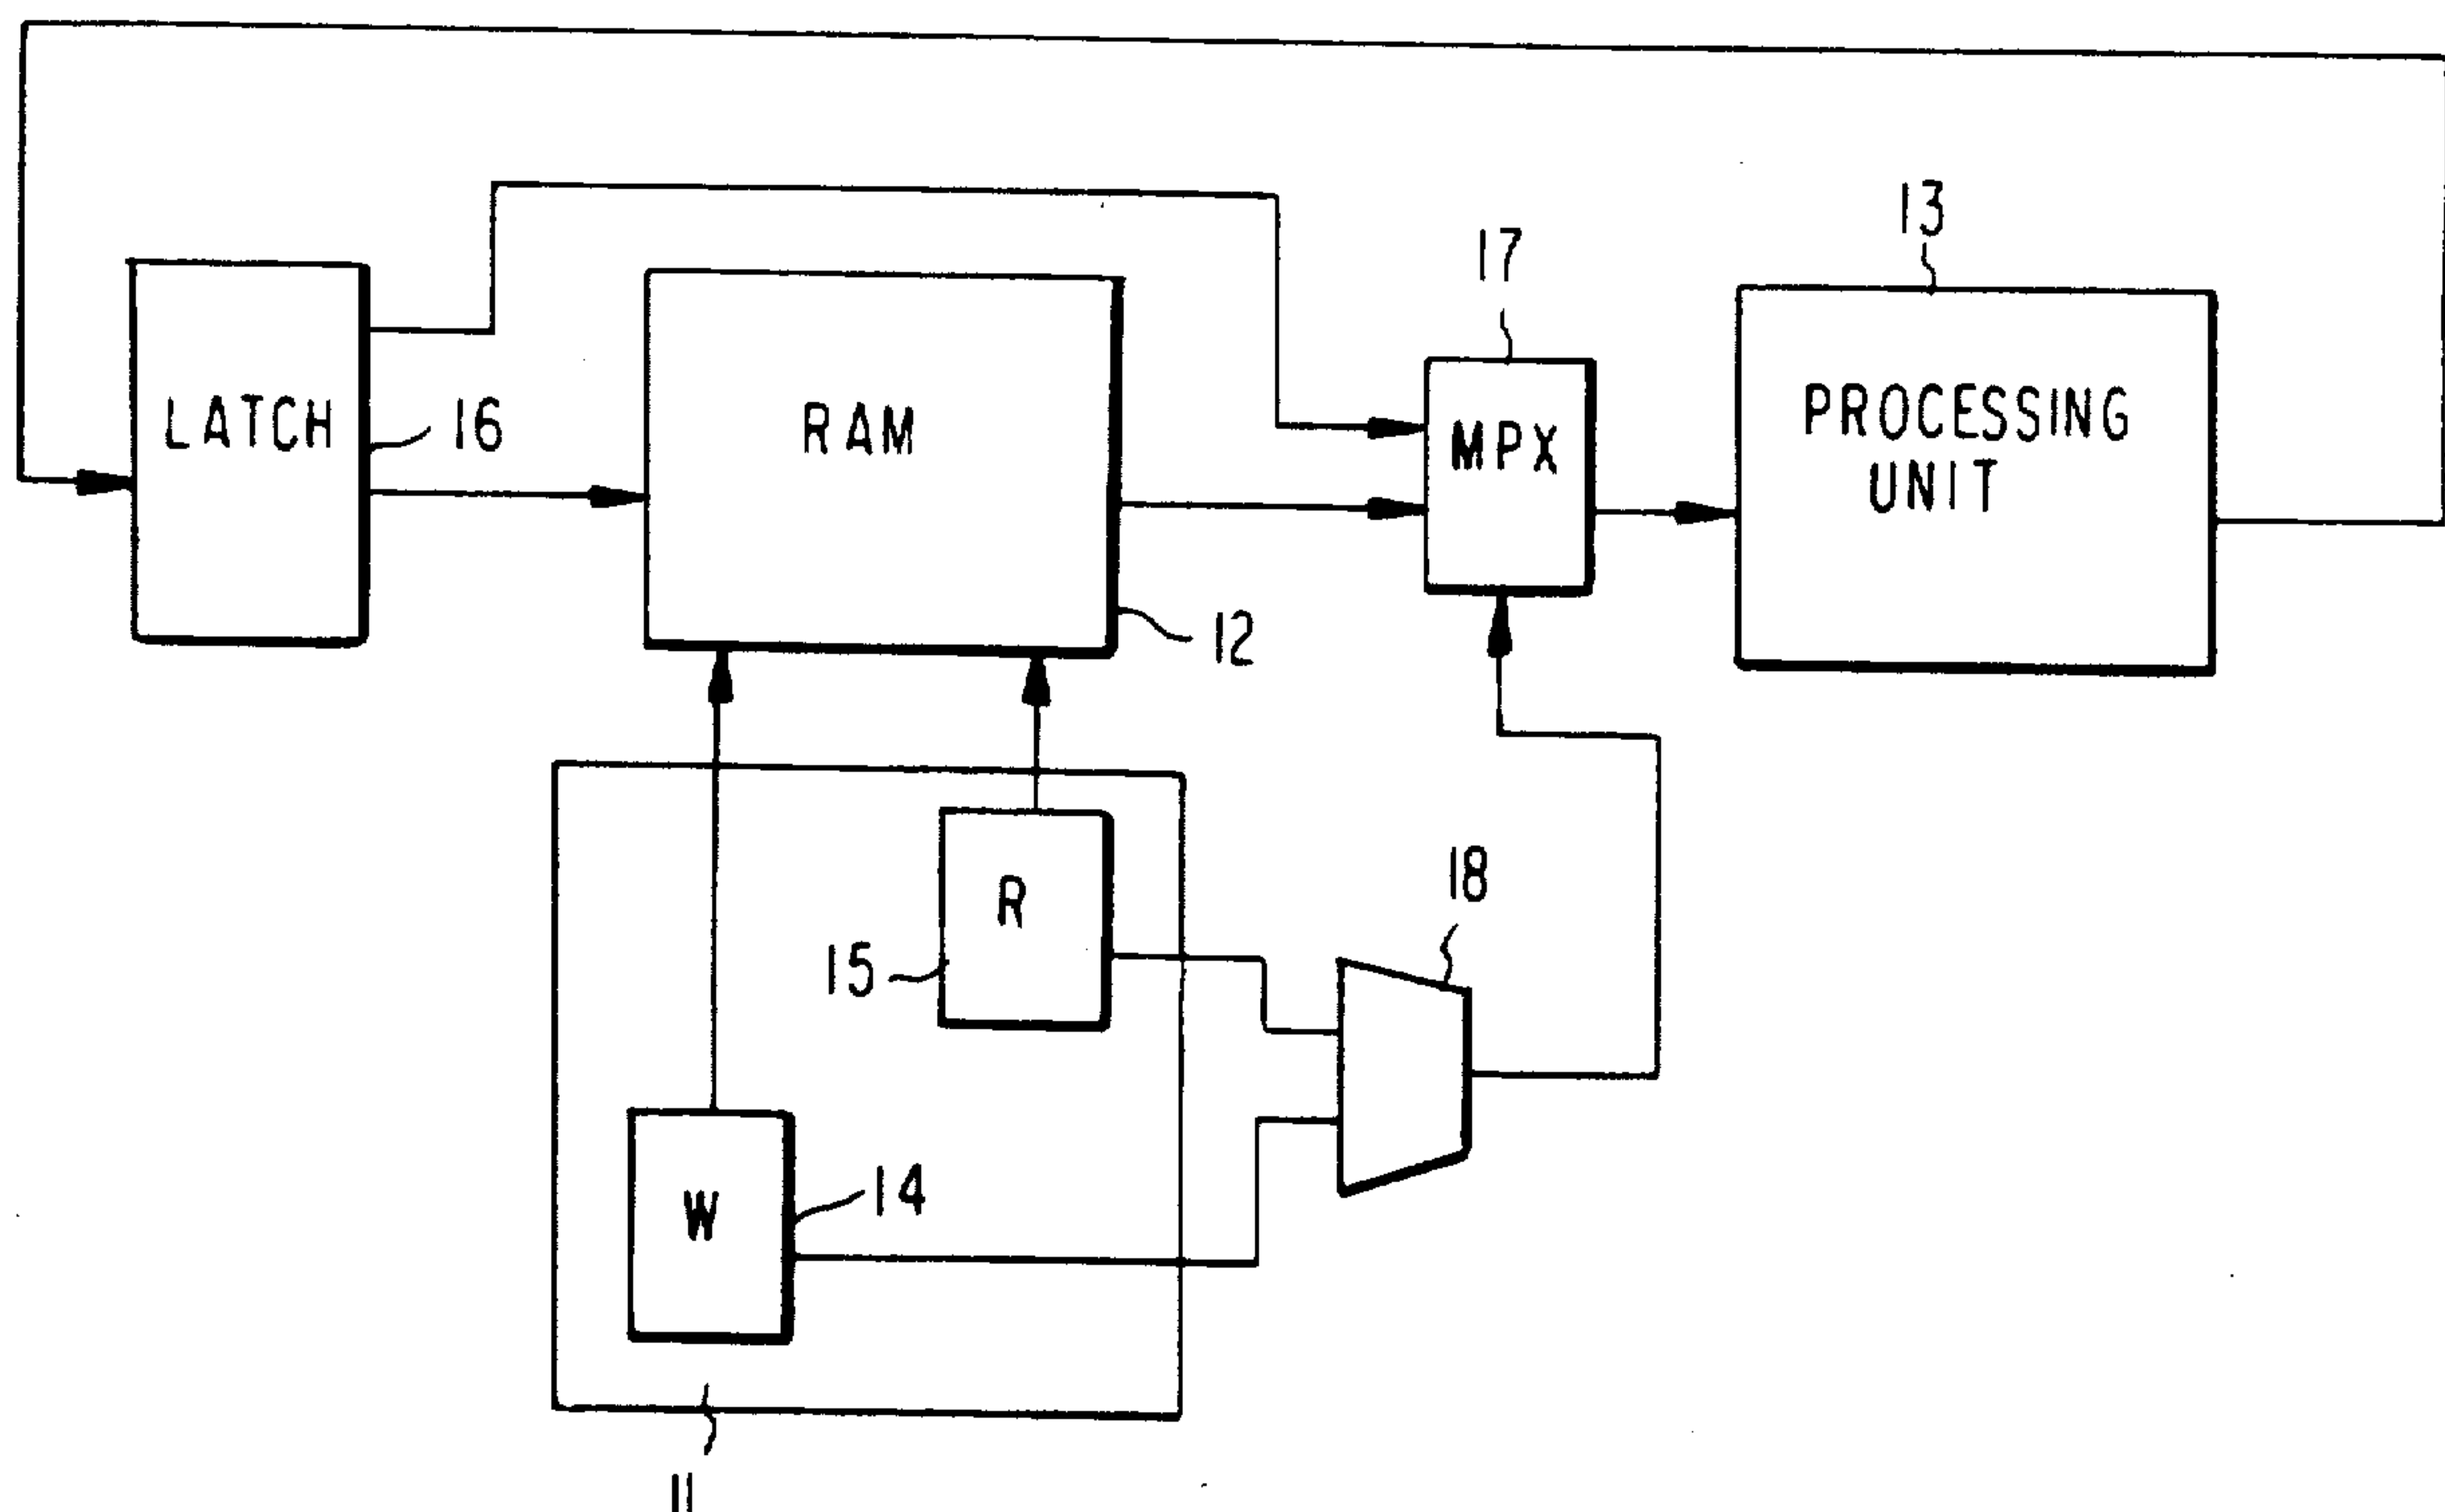 13
17
LATCH
16
RAM
MPX
PROCESSING
UNIT
12
R
18
15
W
14
11